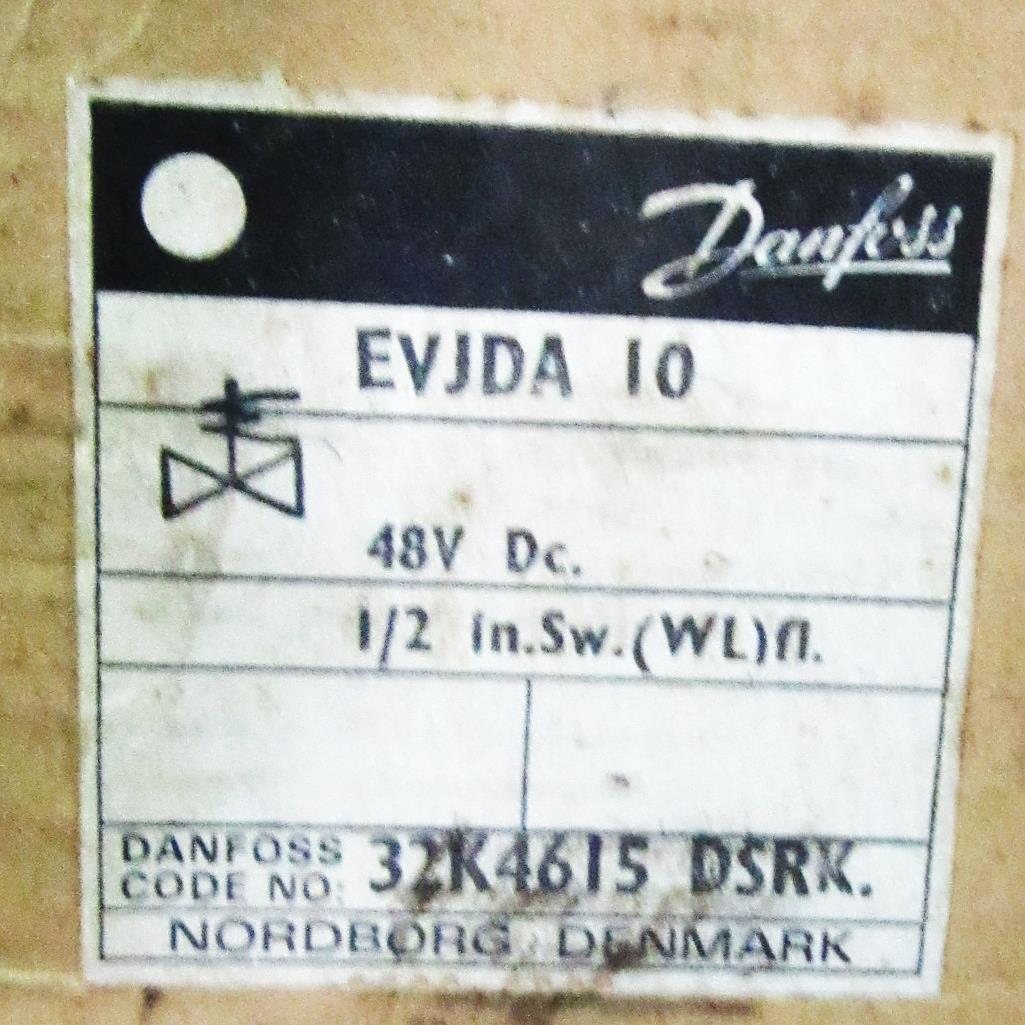 Danfoss
EVJDA 10
48V Dc.
1/2 in.Sw.(WL)fl.
DANFOSS
CODE NO: 32K4615 DSRK.
NORDBORG. DENMARK